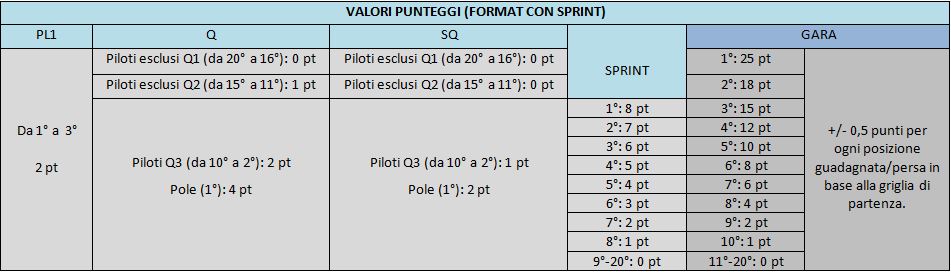 VALORI PUNTEGGI (FORMAT CON SPRINT)
PL1 Q SQ SPRINT GARA
Piloti esclusi Q1 (da 20° a 16°): 0 pt Piloti esclusi Q1 (da 20° a 16°): 0 pt 1°: 25 pt
Piloti esclusi Q2 (da 15° a 11°): 1 pt Piloti esclusi Q2 (da 15° a 11°): 0 pt 2°: 18 pt
Da 1° a 3°
2 pt
Piloti Q3 (da 10° a 2°): 2 pt
Pole (1°): 4 pt
Piloti Q3 (da 10° a 2°): 1 pt
Pole (1°): 2 pt
1°: 8 pt 3°: 15 pt
2°: 7 pt 4°: 12 pt
3°: 6 pt 5°: 10 pt
4°: 5 pt 6°: 8 pt
5°: 4 pt 7°: 6 pt
6°: 3 pt 8°: 4 pt
7°: 2 pt 9°: 2 pt
8°: 1 pt 10°: 1 pt
9°-20°: 0 pt 11°-20°: 0 pt
+/- 0,5 punti per
ogni posizione
guadagnata/persa in
base alla griglia di
partenza.